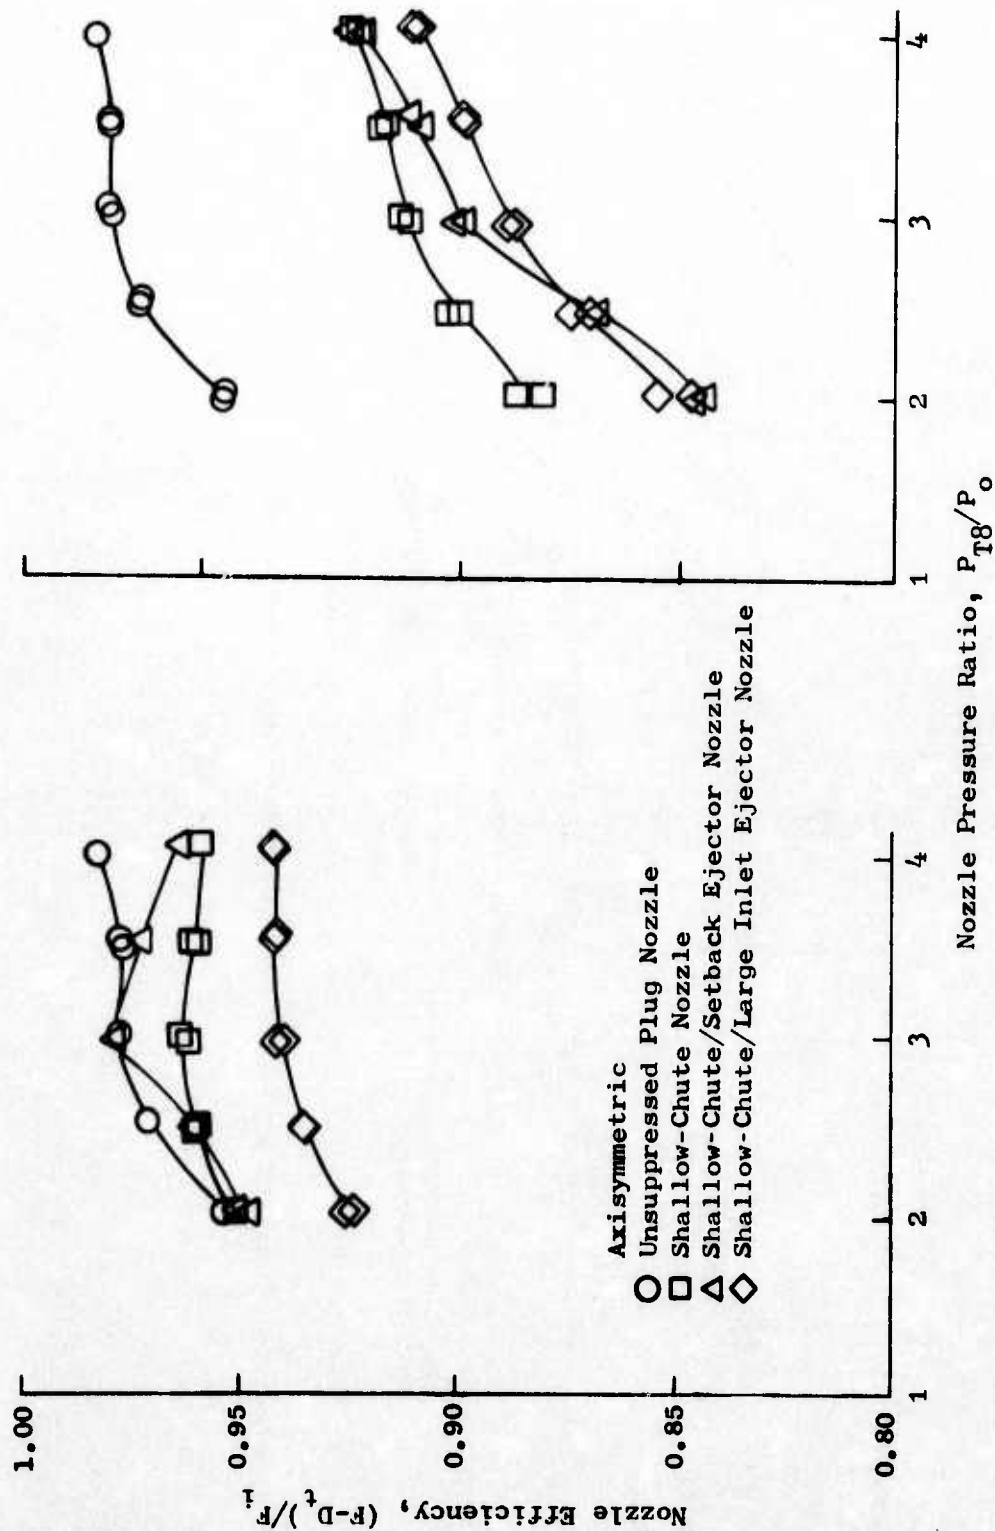 Nozzle Efficiency, (F-Dₜ)/Fᵢ
1.00
0.95
0.90
0.85
0.80
1
2
3
4
Axisymmetric
Unsuppressed Plug Nozzle
Shallow-Chute Nozzle
Shallow-Chute/Setback Ejector Nozzle
Shallow-Chute/Large Inlet Ejector Nozzle
1
2
3
4
Nozzle Pressure Ratio, P_T8/P_o